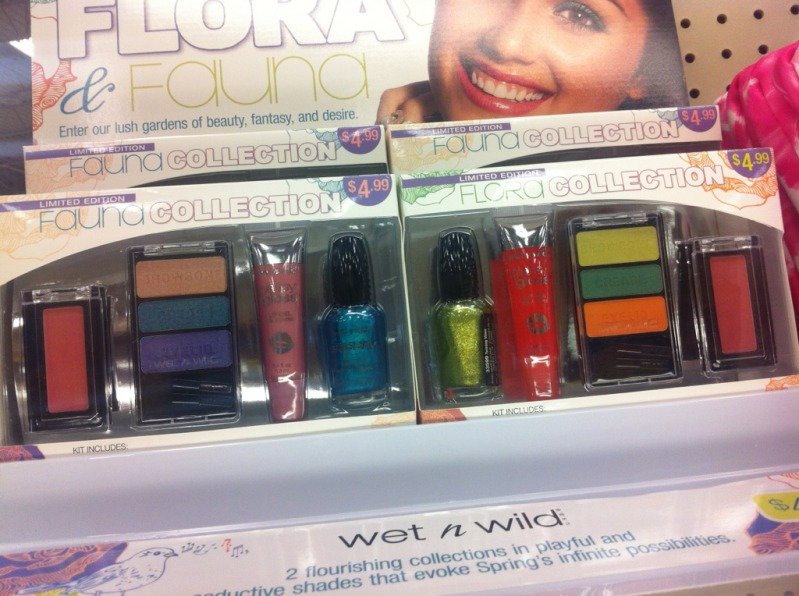 FLORA
& Fauna
Enter our lush gardens of beauty, fantasy, and desire.
LIMITED EDITION
Fauna COLLECTION
$4.99
LIMITED EDITION
Fauna COLLECTION
$4.99
LIMITED EDITION
Fauna COLLECTION
$4.99
LIMITED EDITION
FLORA COLLECTION
$4.99
KIT INCLUDES:
KIT INCLUDES:
wet n wild
2 flourishing collections in playful and
shades that evoke Spring's infinite possibilities.